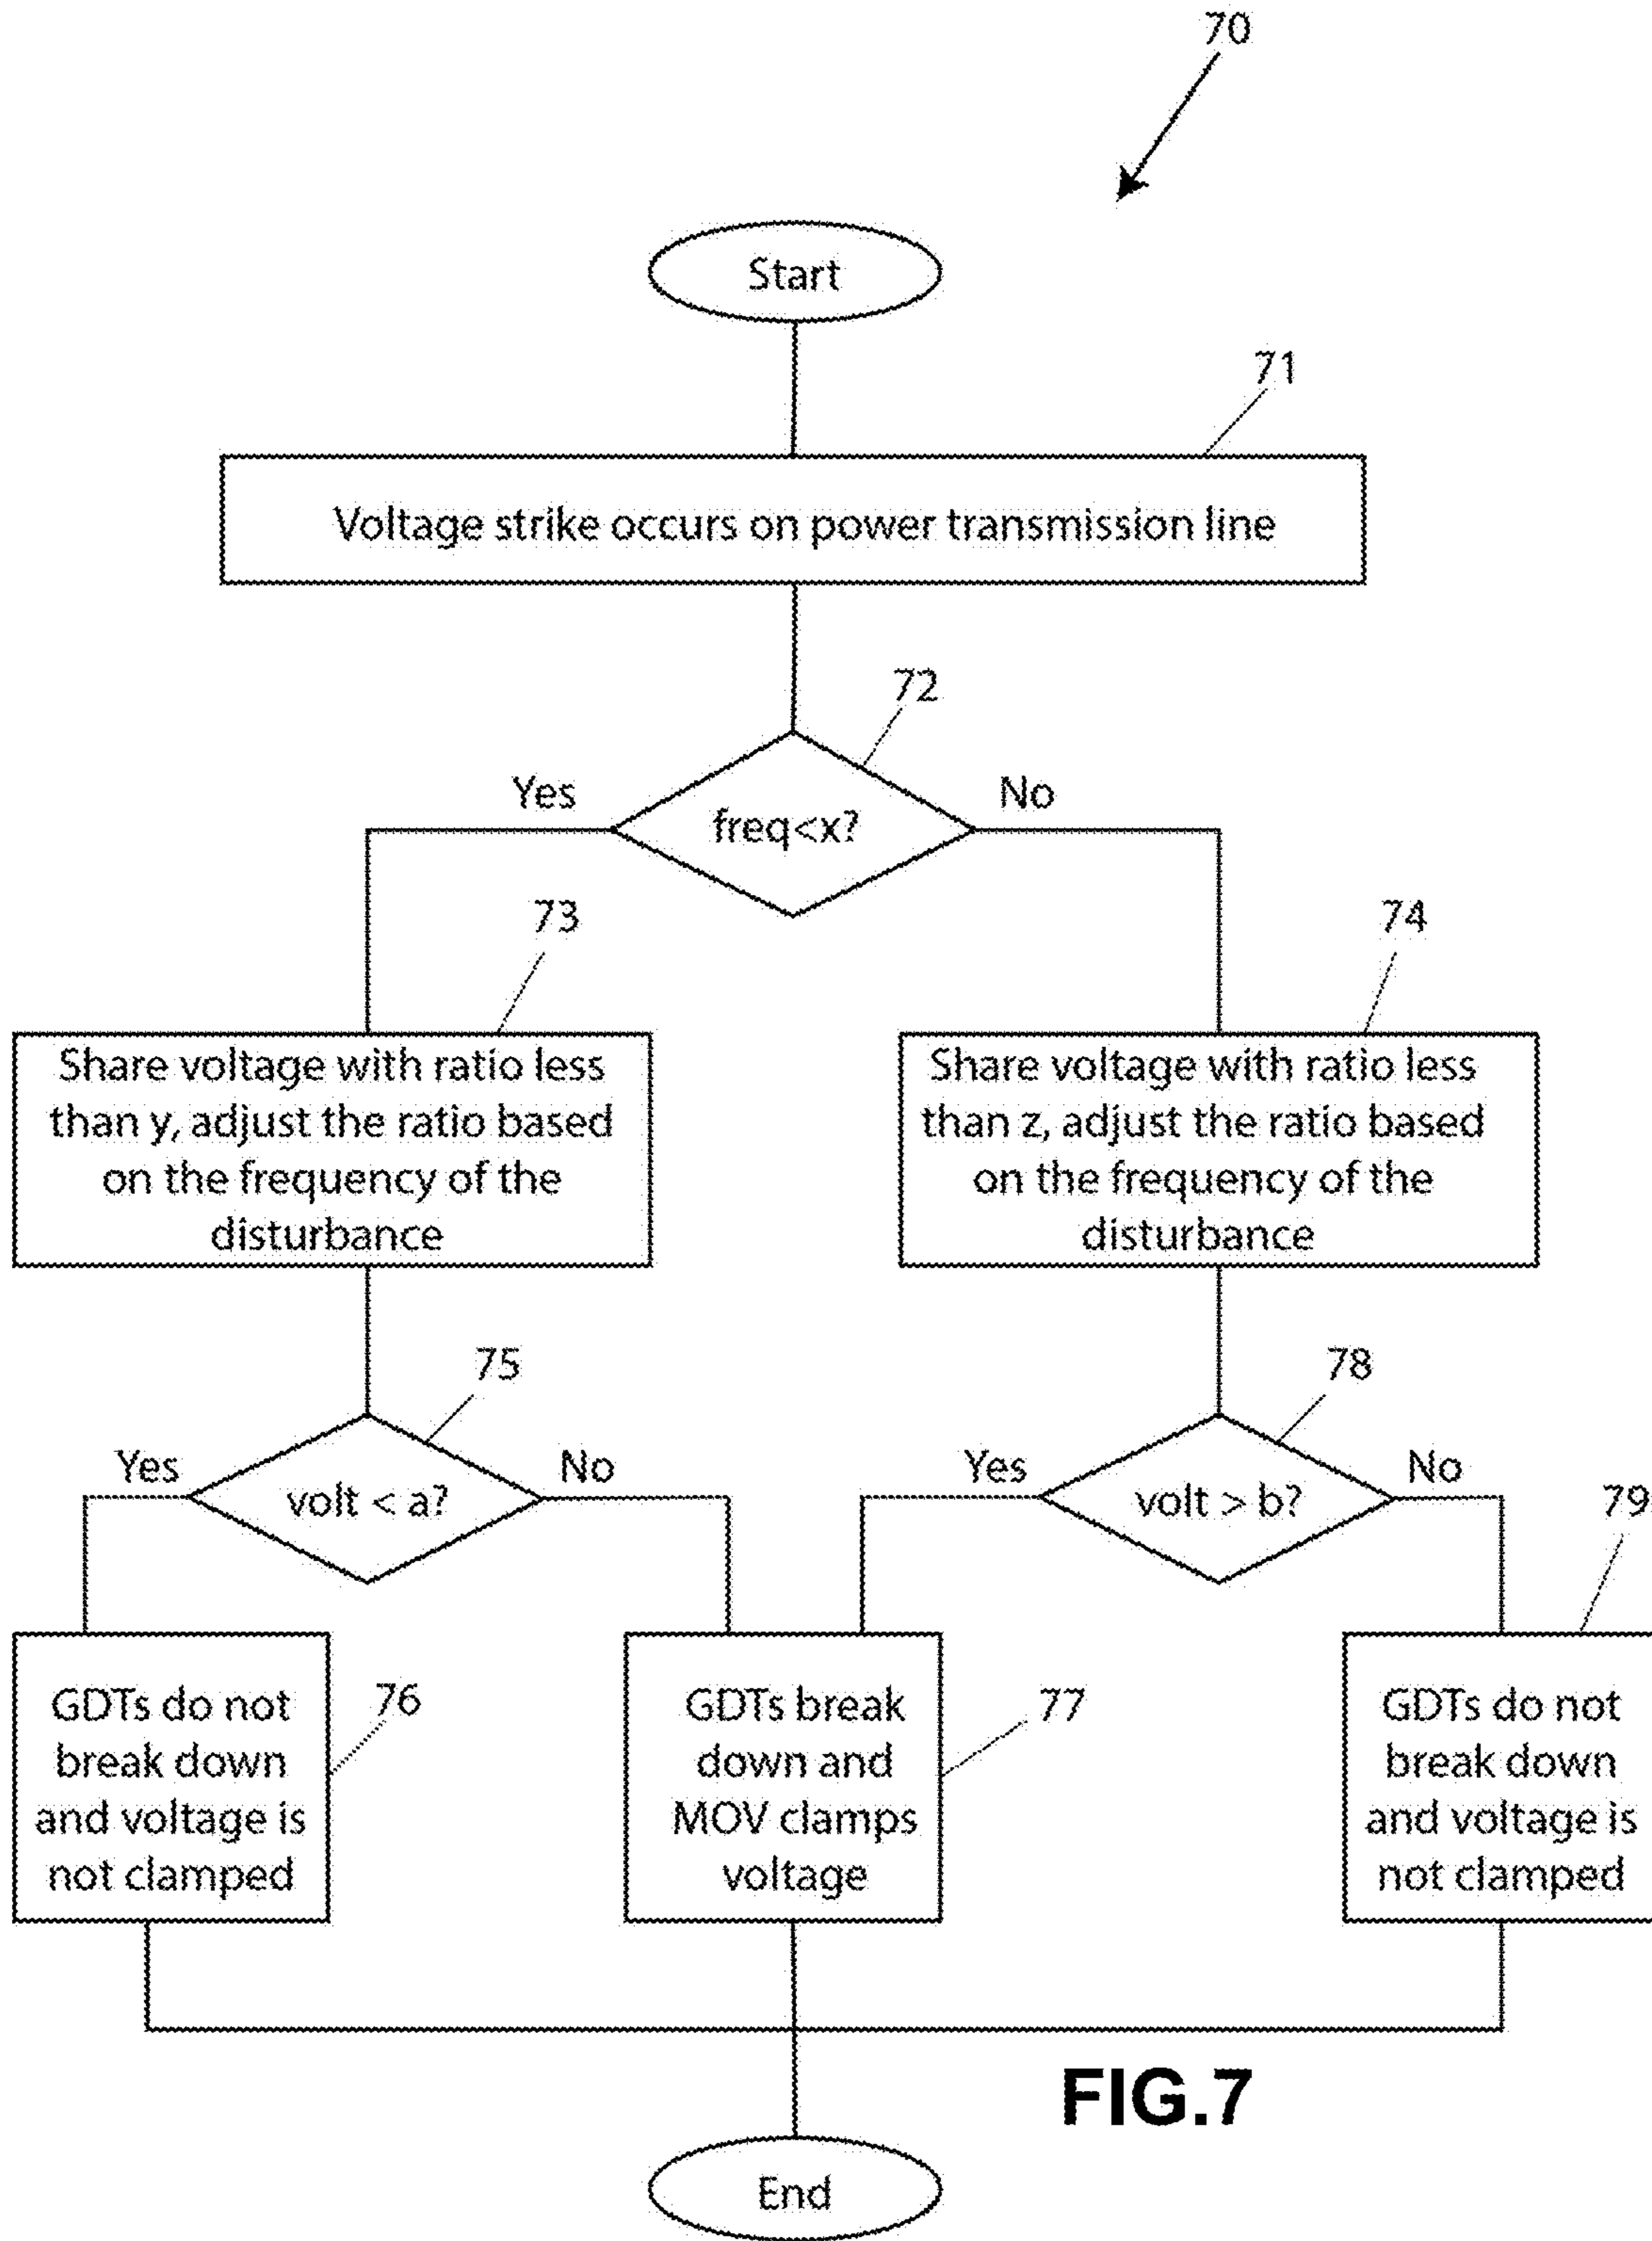 70
Start
71
Voltage strike occurs on power transmission line
72
Yes
No
freq<x?
73
74
Share voltage with ratio less
than y, adjust the ratio based
on the frequency of the
disturbance
Share voltage with ratio less
than z, adjust the ratio based
on the frequency of the
disturbance
75
78
Yes
No
volt < a?
Yes
No
volt > b?
79
GDTs do not
break down
and voltage is
not clamped
76
GDTs break
down and
MOV clamps
voltage
77
GDTs do not
break down
and voltage is
not clamped
FIG.7
End